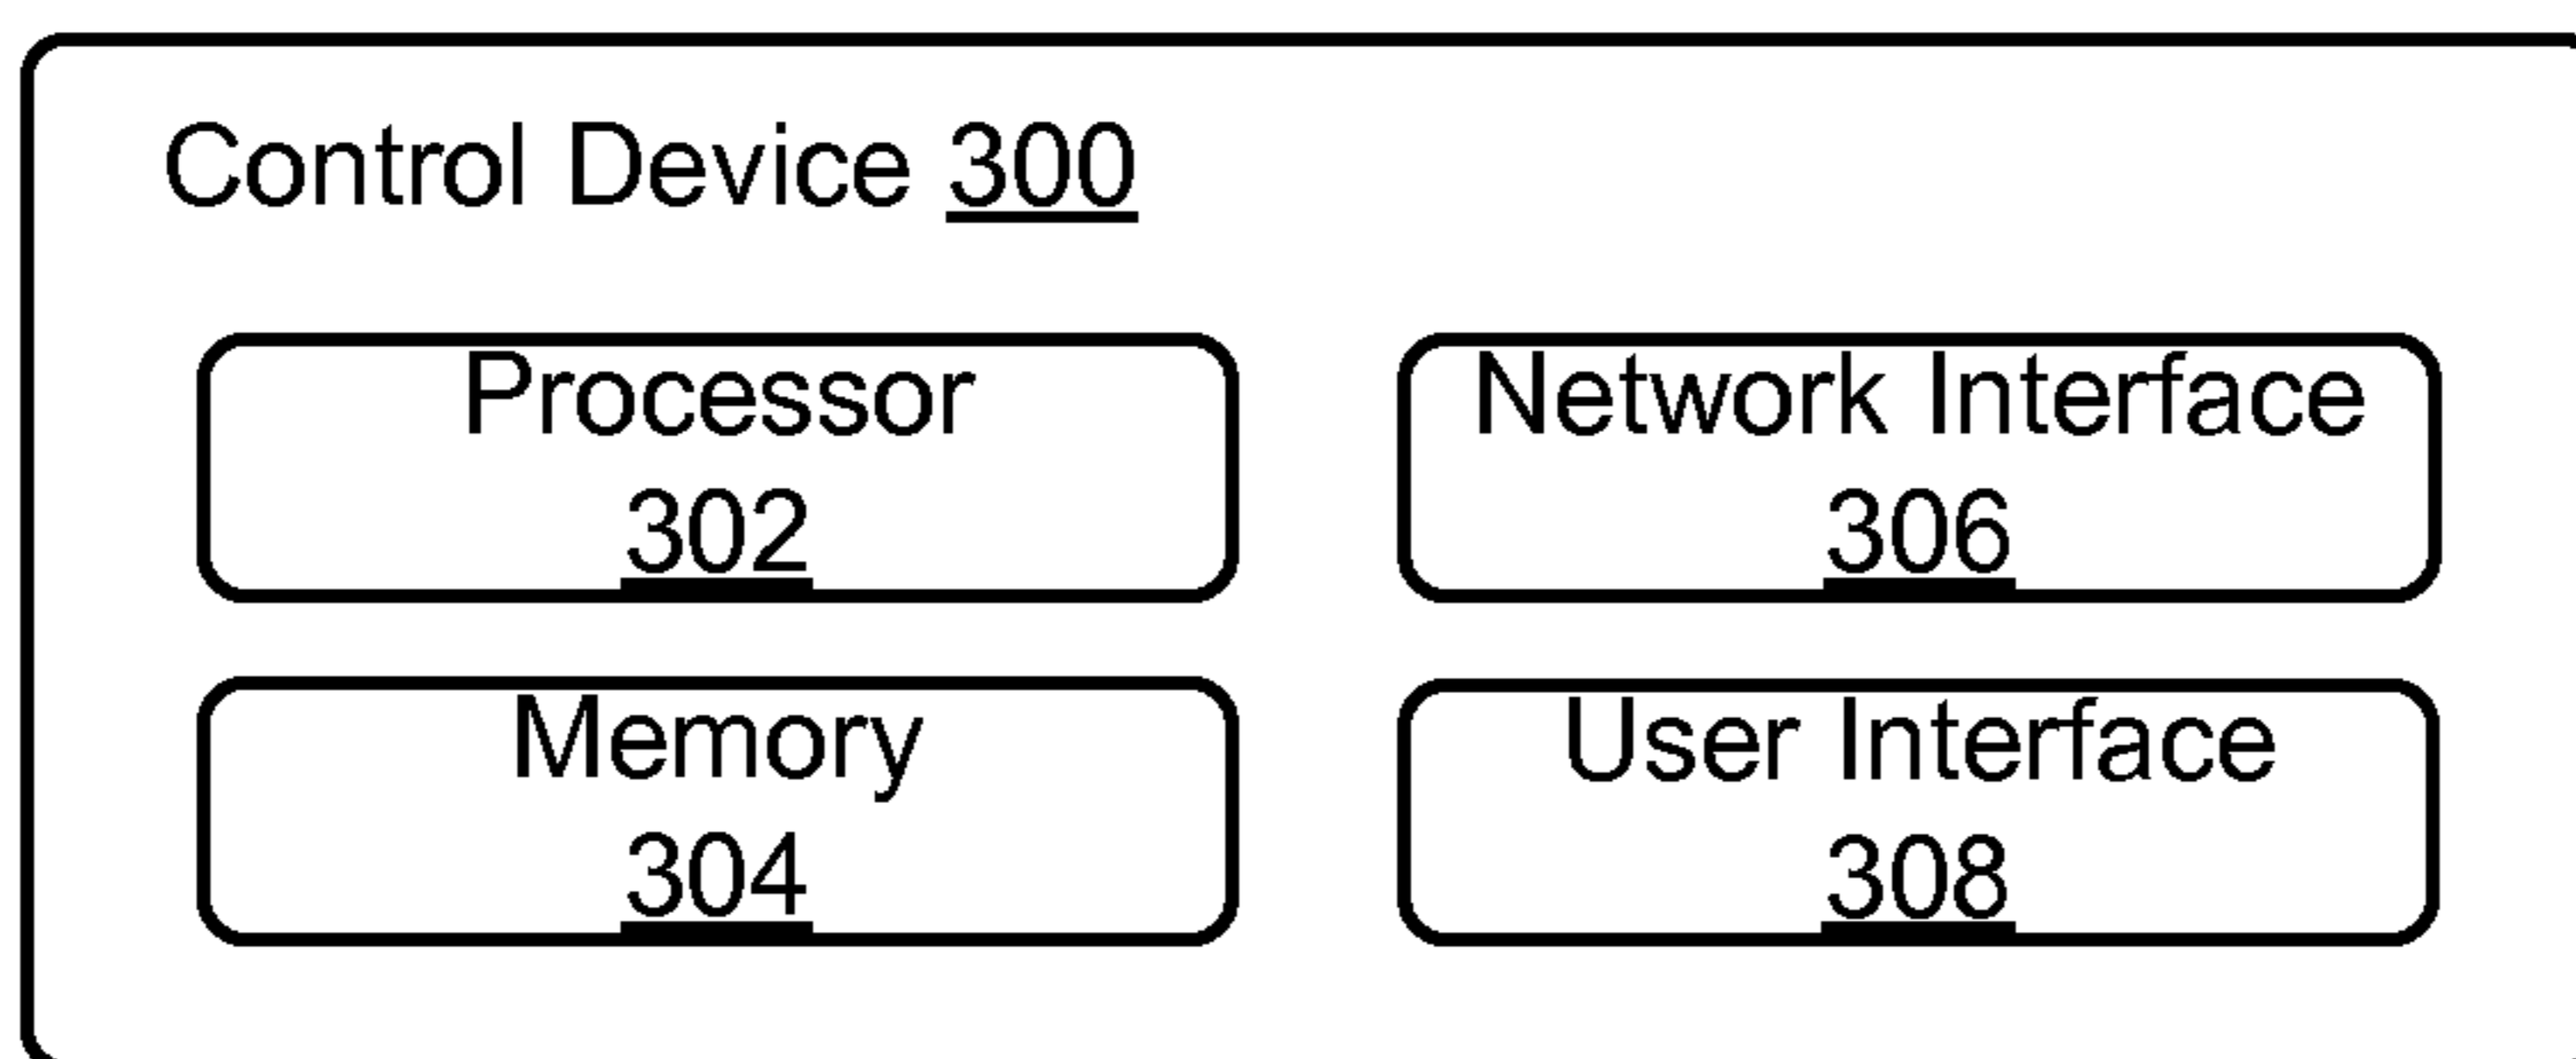 Control Device 300
Processor
302
Network Interface
306
Memory
304
User Interface
308